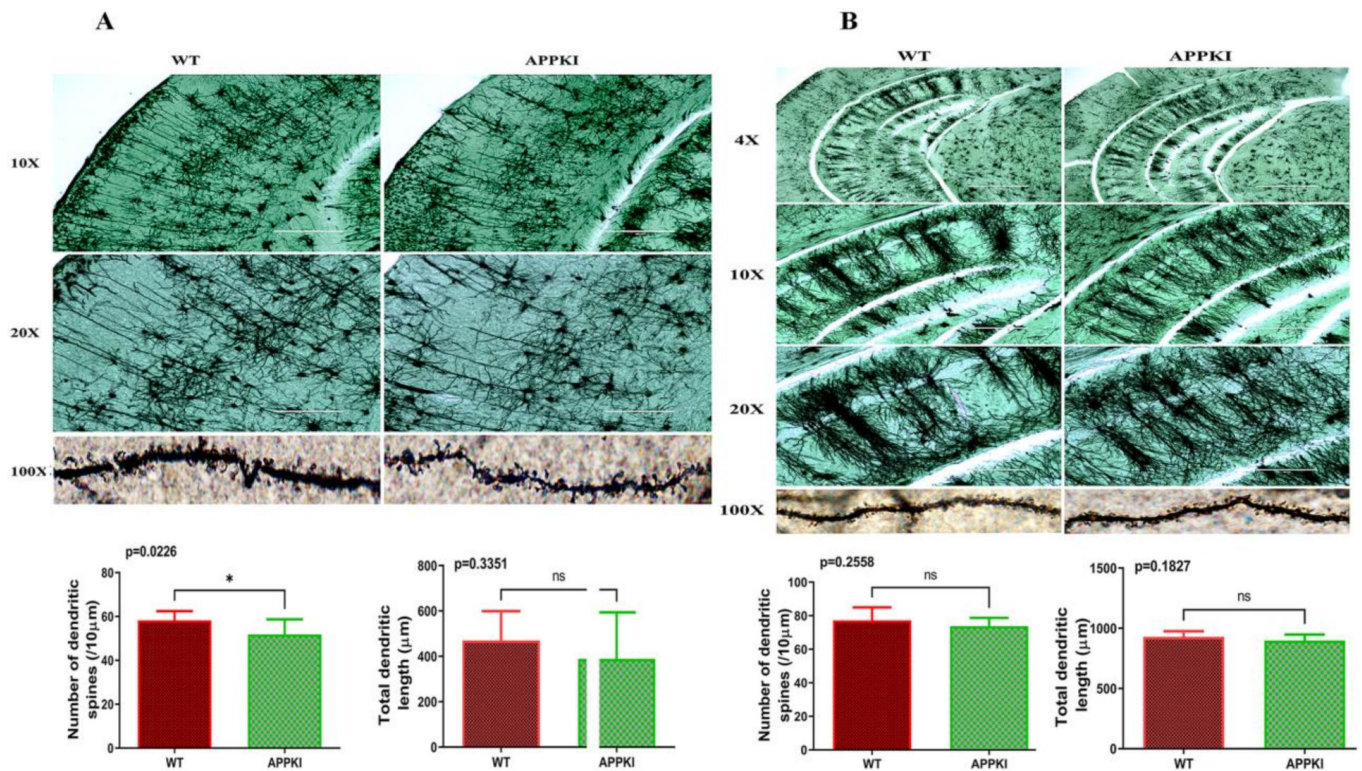 A
WT
APPKI
10X
20X
100X
p=0.0226
*
Number of dendritic
spines (/10μm)
80
60
40
20
0
WT
APPKI
p=0.3351
ns
Total dendritic
length (μm)
800
600
400
200
0
WT
APPKI
B
WT
APPKI
4X
10X
20X
100X
p=0.2558
ns
Number of dendritic
spines (/10μm)
100
80
60
40
20
0
WT
APPKI
p=0.1827
ns
Total dendritic
length (μm)
1500
1000
500
0
WT
APPKI